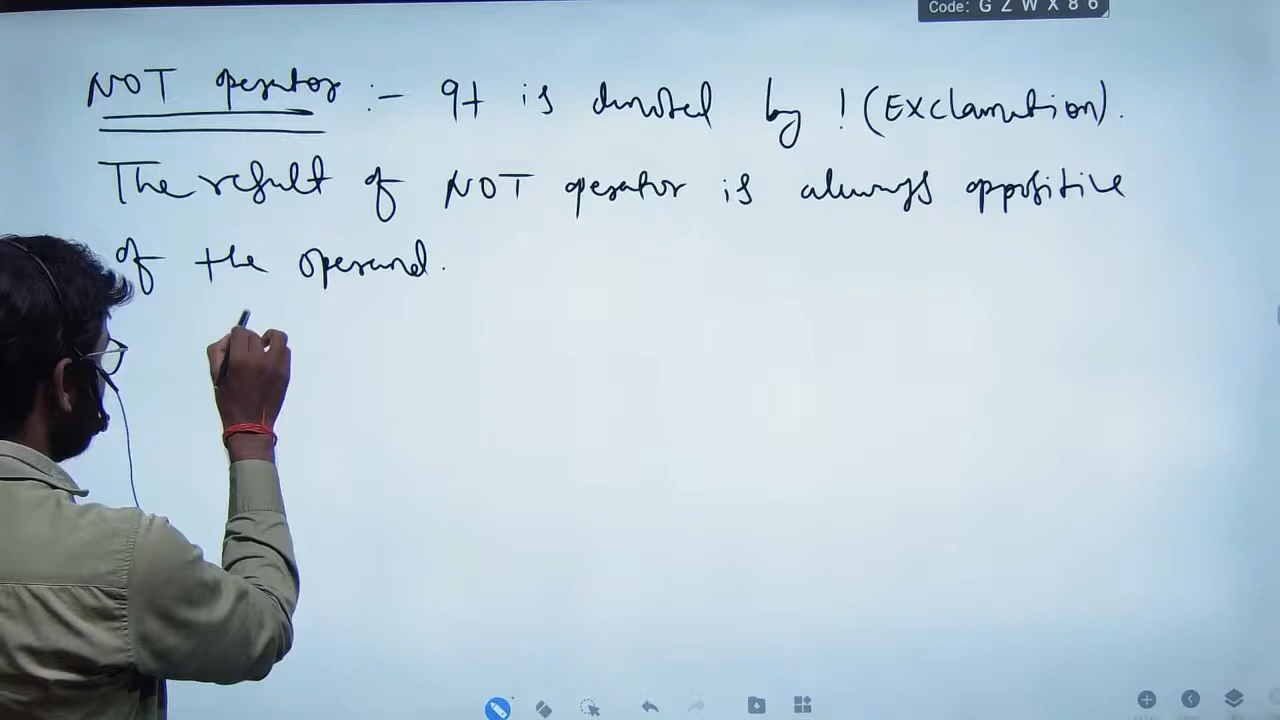 Code: G Z W X 8 6
NOT operator :- It is denoted by ! (Exclamation).
The result of NOT operator is always oppositive
of the operand.